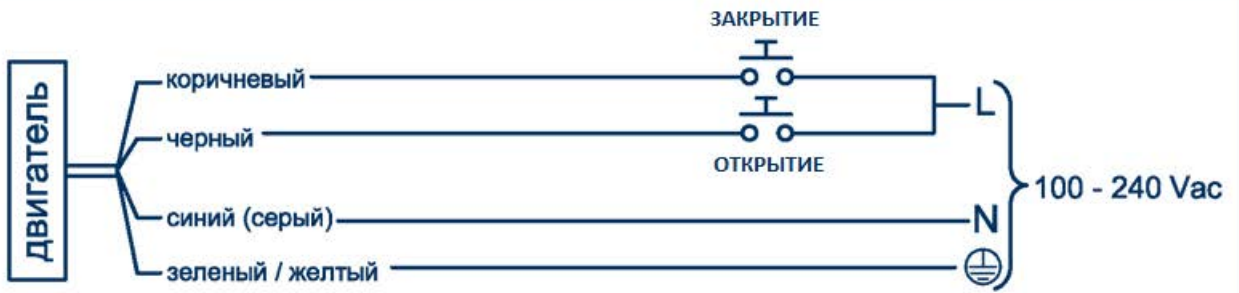 ЗАКРЫТИЕ
двигатель
коричневый
L
черный
ОТКРЫТИЕ
100 - 240 Vac
синий (серый)
N
зеленый / желтый